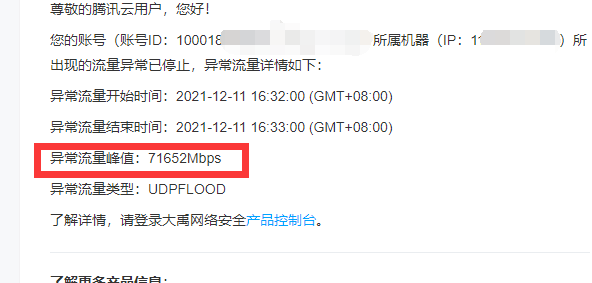 尊敬的腾讯云用户，您好！
您的账号（账号ID：100018 所属机器（IP：1 ）所
出现的流量异常已停止，异常流量详情如下：
异常流量开始时间：2021-12-11 16:32:00 (GMT+08:00)
异常流量结束时间：2021-12-11 16:33:00 (GMT+08:00)
异常流量峰值：71652Mbps
异常流量类型：UDPFLOOD
了解详情，请登录大禹网络安全产品控制台。
了解更多产品信息：